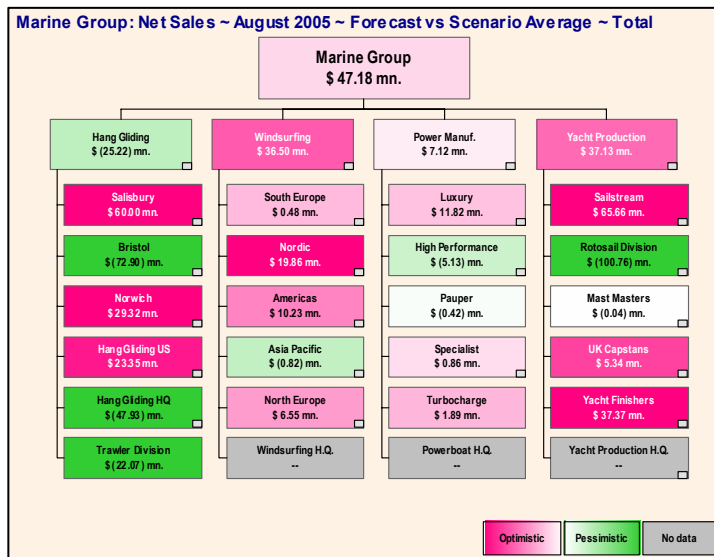 Marine Group: Net Sales ~ August 2005 ~ Forecast vs Scenario Average ~ Total
Marine Group
$ 47.18 mn.
Hang Gliding
$ (25.22) mn.
Windsurfing
$ 36.50 mn.
Power Manuf.
$ 7.12 mn.
Yacht Production
$ 37.13 mn.
Salisbury
$ 60.00 mn.
South Europe
$ 0.48 mn.
Luxury
$ 11.82 mn.
Sailstream
$ 65.66 mn.
Bristol
$ (72.90) mn.
Nordic
$ 19.86 mn.
High Performance
$ (5.13) mn.
Rotosail Division
$ (100.76) mn.
Norwich
$ 29.32 mn.
Americas
$ 10.23 mn.
Pauper
$ (0.42) mn.
Mast Masters
$ (0.04) mn.
Hang Gliding US
$ 23.35 mn.
Asia Pacific
$ (0.82) mn.
Specialist
$ 0.86 mn.
UK Capstans
$ 5.34 mn.
Hang Gliding HQ
$ (47.93) mn.
North Europe
$ 6.55 mn.
Turbocharge
$ 1.89 mn.
Yacht Finishers
$ 37.37 mn.
Trawler Division
$ (22.07) mn.
Windsurfing H.Q.
--
Powerboat H.Q.
--
Yacht Production H.Q.
--
Optimistic
Pessimistic
No data